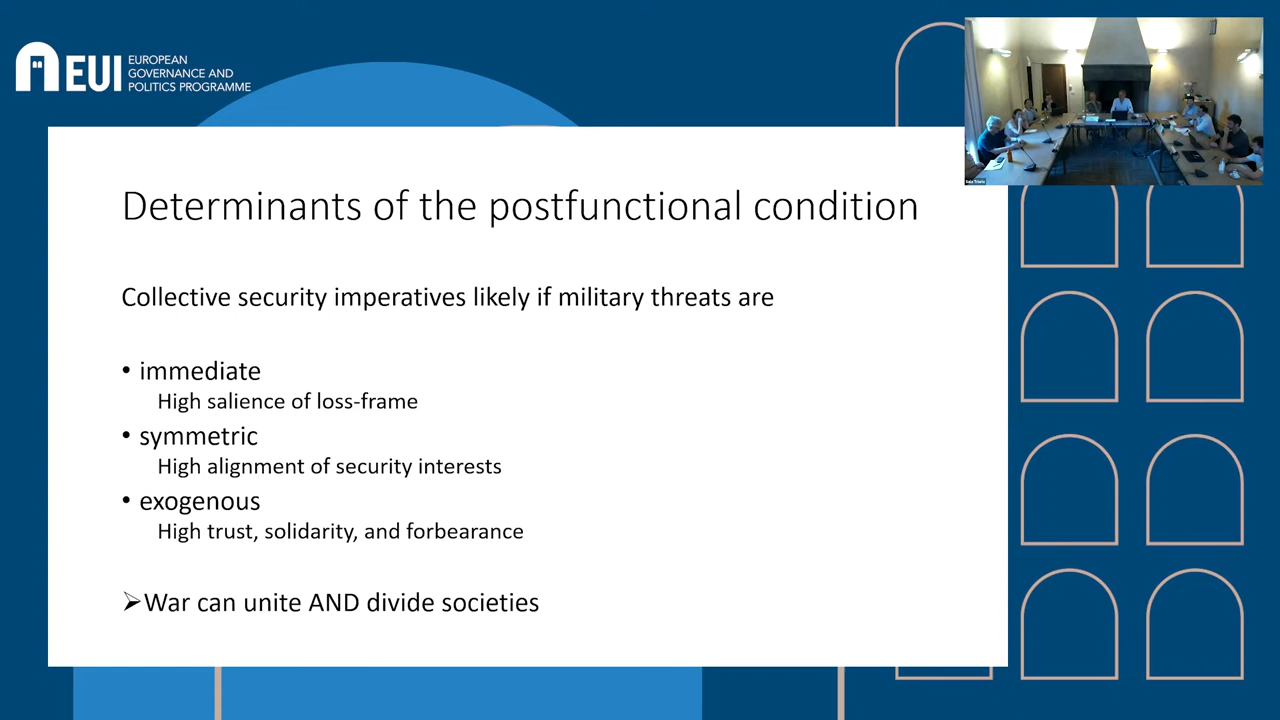 EUI
EUROPEAN
GOVERNANCE AND
POLITICS PROGRAMME
Determinants of the postfunctional condition
Collective security imperatives likely if military threats are
• immediate
High salience of loss-frame
• symmetric
High alignment of security interests
• exogenous
High trust, solidarity, and forbearance
➢War can unite AND divide societies